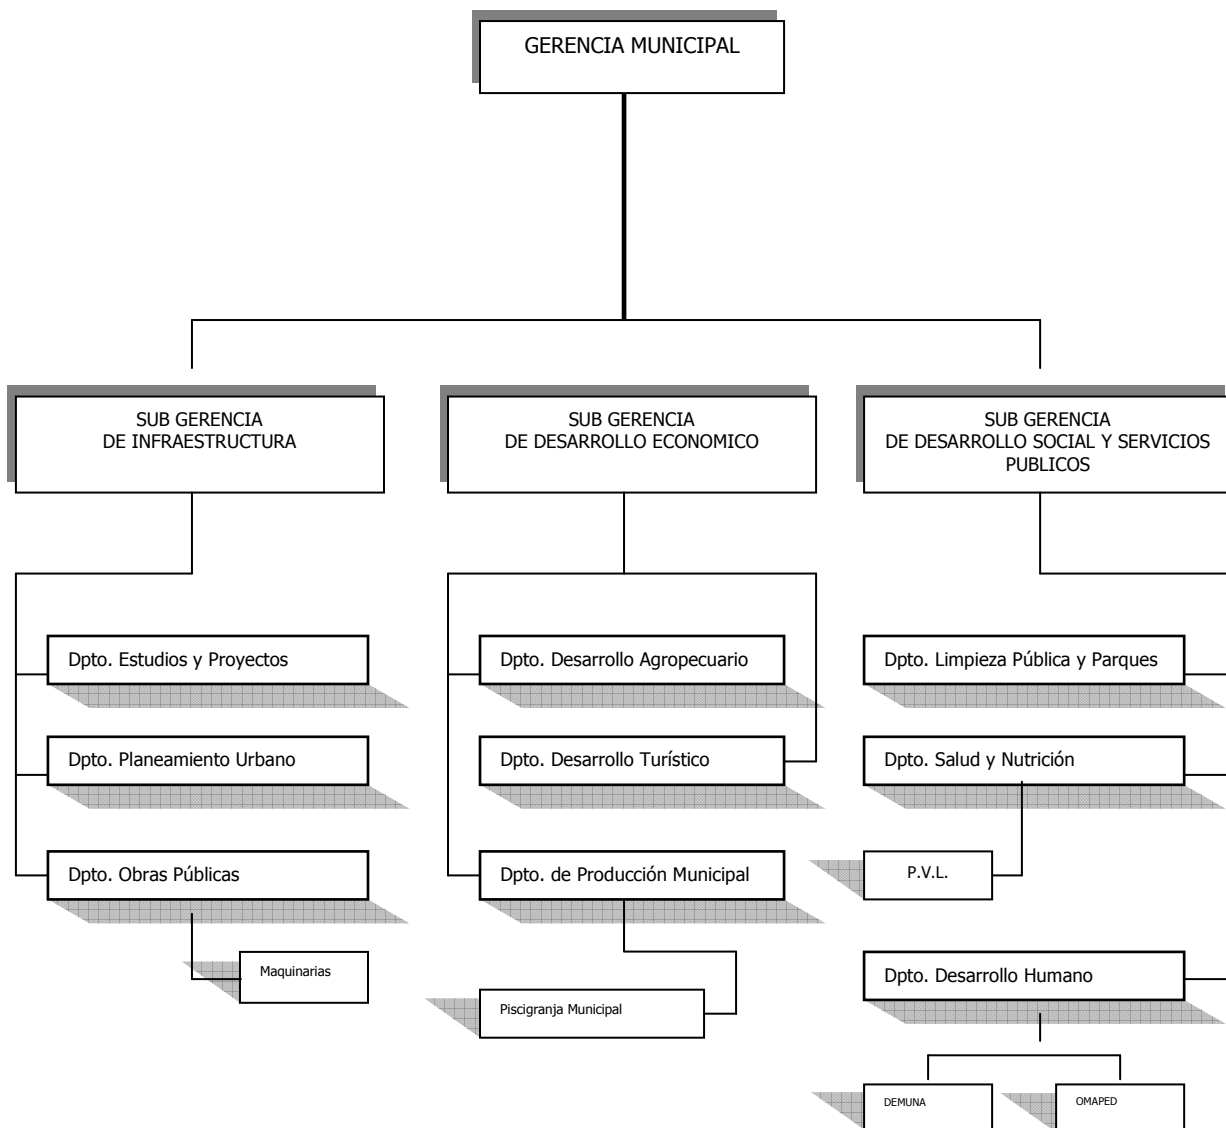 GERENCIA MUNICIPAL
SUB GERENCIA
DE INFRAESTRUCTURA
SUB GERENCIA
DE DESARROLLO ECONOMICO
SUB GERENCIA
DE DESARROLLO SOCIAL Y SERVICIOS
PUBLICOS
Dpto. Estudios y Proyectos
Dpto. Desarrollo Agropecuario
Dpto. Limpieza Pública y Parques
Dpto. Planeamiento Urbano
Dpto. Desarrollo Turístico
Dpto. Salud y Nutrición
Dpto. Obras Públicas
Dpto. de Producción Municipal
P.V.L.
Maquinarias
Dpto. Desarrollo Humano
Piscigranja Municipal
DEMUNA
OMAPED